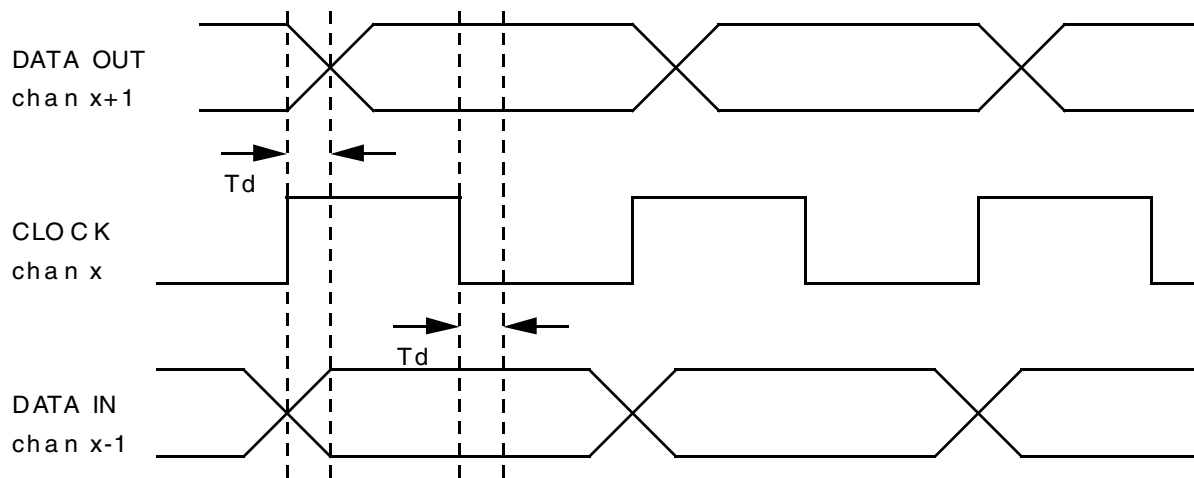 DATA OUT
chan x+1
Td
CLOCK
chan x
Td
DATA IN
chan x-1